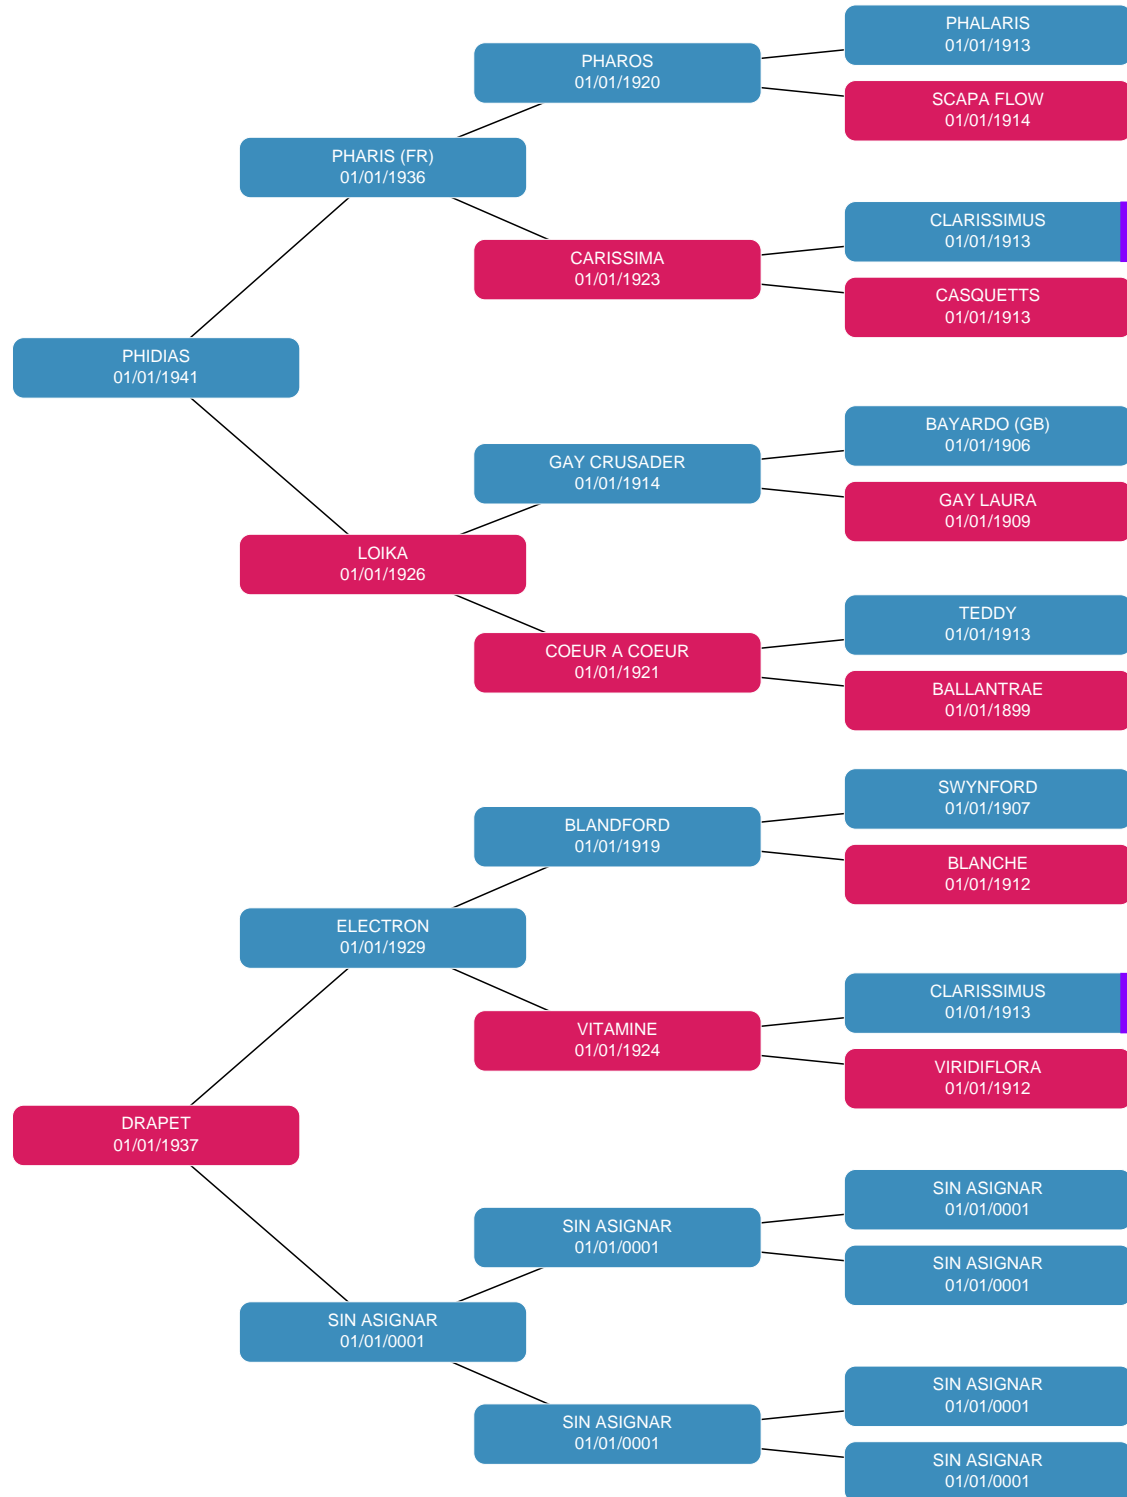 PHALARIS
01/01/1913
PHAROS
01/01/1920
SCAPA FLOW
01/01/1914
PHARIS (FR)
01/01/1936
CLARISSIMUS
01/01/1913
CARISSIMA
01/01/1923
CASQUETTS
01/01/1913
PHIDIAS
01/01/1941
BAYARDO (GB)
01/01/1906
GAY CRUSADER
01/01/1914
GAY LAURA
01/01/1909
LOIKA
01/01/1926
TEDDY
01/01/1913
COEUR A COEUR
01/01/1921
BALLANTRAE
01/01/1899
SWYNFORD
01/01/1907
BLANDFORD
01/01/1919
BLANCHE
01/01/1912
ELECTRON
01/01/1929
CLARISSIMUS
01/01/1913
VITAMINE
01/01/1924
VIRIDIFLORA
01/01/1912
DRAPET
01/01/1937
SIN ASIGNAR
01/01/0001
SIN ASIGNAR
01/01/0001
SIN ASIGNAR
01/01/0001
SIN ASIGNAR
01/01/0001
SIN ASIGNAR
01/01/0001
SIN ASIGNAR
01/01/0001
SIN ASIGNAR
01/01/0001